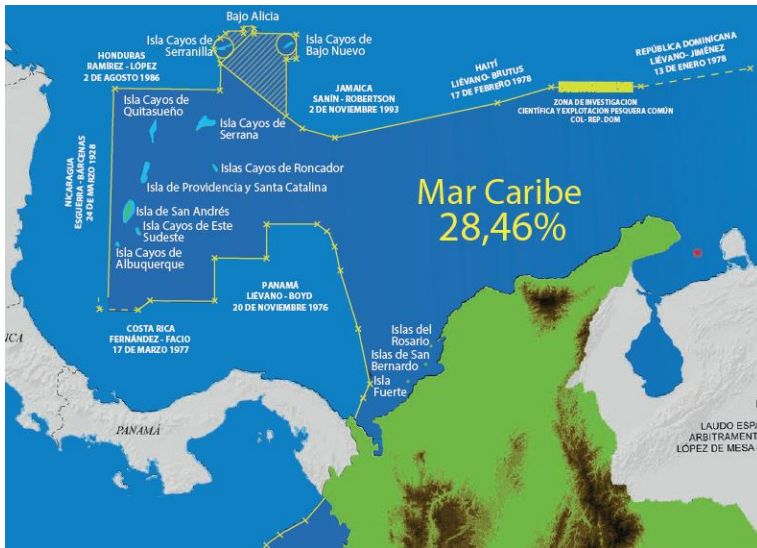 Bajo Alicia
Isla Cayos de
Serranilla
Isla Cayos de
Bajo Nuevo
HONDURAS
RAMÍREZ - LÓPEZ
2 DE AGOSTO 1986
JAMAICA
SANÍN - ROBERTSON
2 DE NOVIEMBRE 1993
HAITÍ
LIÉVANO- BRUTUS
17 DE FEBRERO 1978
REPÚBLICA DOMINICANA
LIÉVANO- JIMÉNEZ
13 DE ENERO 1978
ZONA DE INVESTIGACION
CIENTÍFICA Y EXPLOTACIÓN PESQUERA COMÚN
COL- REP. DOM
Isla Cayos de
Quitasueño
Isla Cayos de
Serrana
Islas Cayos de Roncador
Isla de Providencia y Santa Catalina
NICARAGUA
ESGUERRA - BÁRCENAS
24 DE MARZO 1928
Isla de San Andrés
Isla Cayos de Este
Sudeste
Isla Cayos de
Albuquerque
Mar Caribe
28,46%
PANAMÁ
LIÉVANO - BOYD
20 DE NOVIEMBRE 1976
COSTA RICA
FERNÁNDEZ - FACIO
17 DE MARZO 1977
Islas del
Rosario
Islas de San
Bernardo
Isla
Fuerte
PANAMÁ
LAUDO ESPA
ARBITRAMENT
LÓPEZ DE MESA -